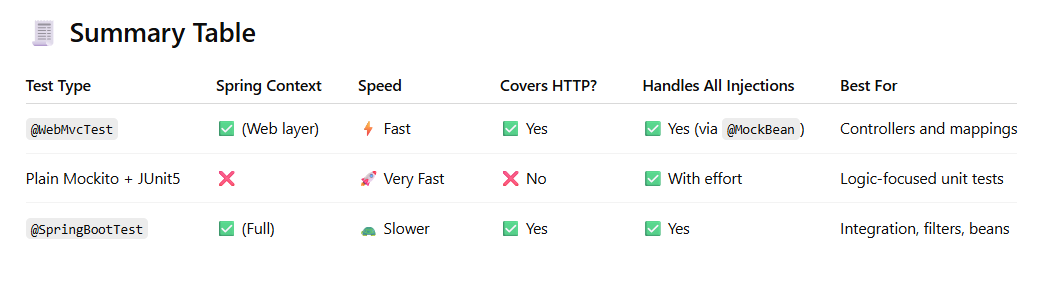 Summary Table
Test Type Spring Context Speed Covers HTTP? Handles All Injections Best For
@WebMvcTest ✅ (Web layer) ⚡ Fast ✅ Yes ✅ Yes (via @MockBean) Controllers and mappings
Plain Mockito + JUnit5 ❌ 🚀 Very Fast ❌ No ✅ With effort Logic-focused unit tests
@SpringBootTest ✅ (Full) 🐢 Slower ✅ Yes ✅ Yes Integration, filters, beans